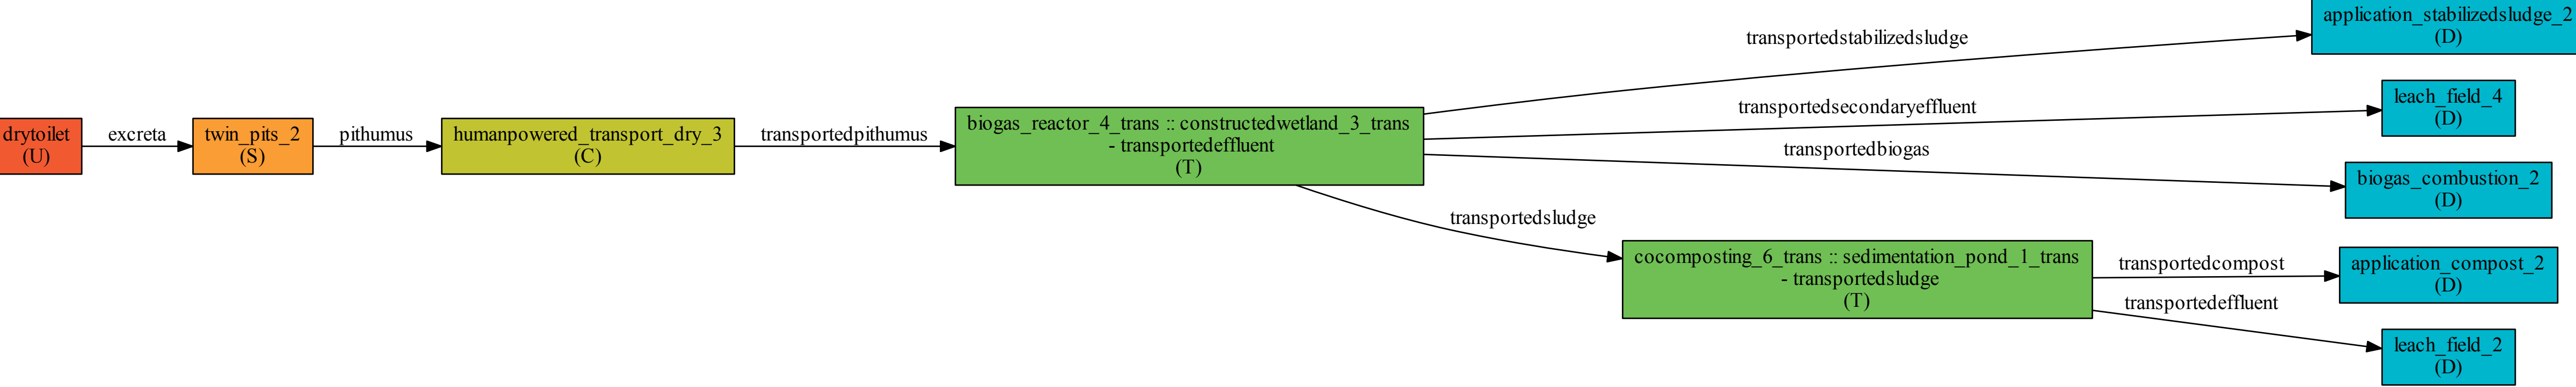 drytoilet
(U)
excreta
twin_pits_2
(S)
pithumus
humanpowered_transport_dry_3
(C)
transportedpithumus
biogas_reactor_4_trans :: constructedwetland_3_trans
- transportedeffluent
(T)
transportedstabilizedsludge
application_stabilizedsludge_2
(D)
transportedsecondaryeffluent
leach_field_4
(D)
transportedbiogas
biogas_combustion_2
(D)
transportedsludge
cocomposting_6_trans :: sedimentation_pond_1_trans
- transportedsludge
(T)
transportedcompost
application_compost_2
(D)
transportedeffluent
leach_field_2
(D)